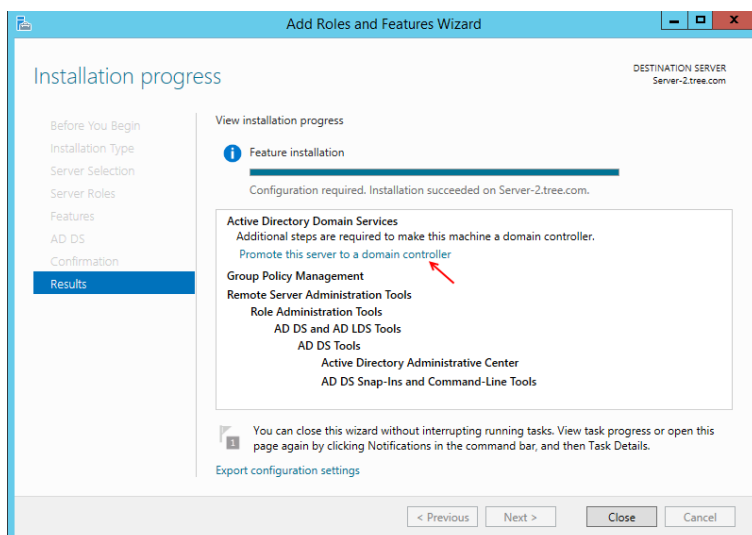 Add Roles and Features Wizard
Installation progress
DESTINATION SERVER
Server-2.tree.com
Before You Begin
Installation Type
Server Selection
Server Roles
Features
AD DS
Confirmation
Results
View installation progress
Feature installation
Configuration required. Installation succeeded on Server-2.tree.com.
Active Directory Domain Services
Additional steps are required to make this machine a domain controller.
Promote this server to a domain controller
Group Policy Management
Remote Server Administration Tools
Role Administration Tools
AD DS and AD LDS Tools
AD DS Tools
Active Directory Administrative Center
AD DS Snap-Ins and Command-Line Tools
1
You can close this wizard without interrupting running tasks. View task progress or open this
page again by clicking Notifications in the command bar, and then Task Details.
Export configuration settings
< Previous
Next >
Close
Cancel